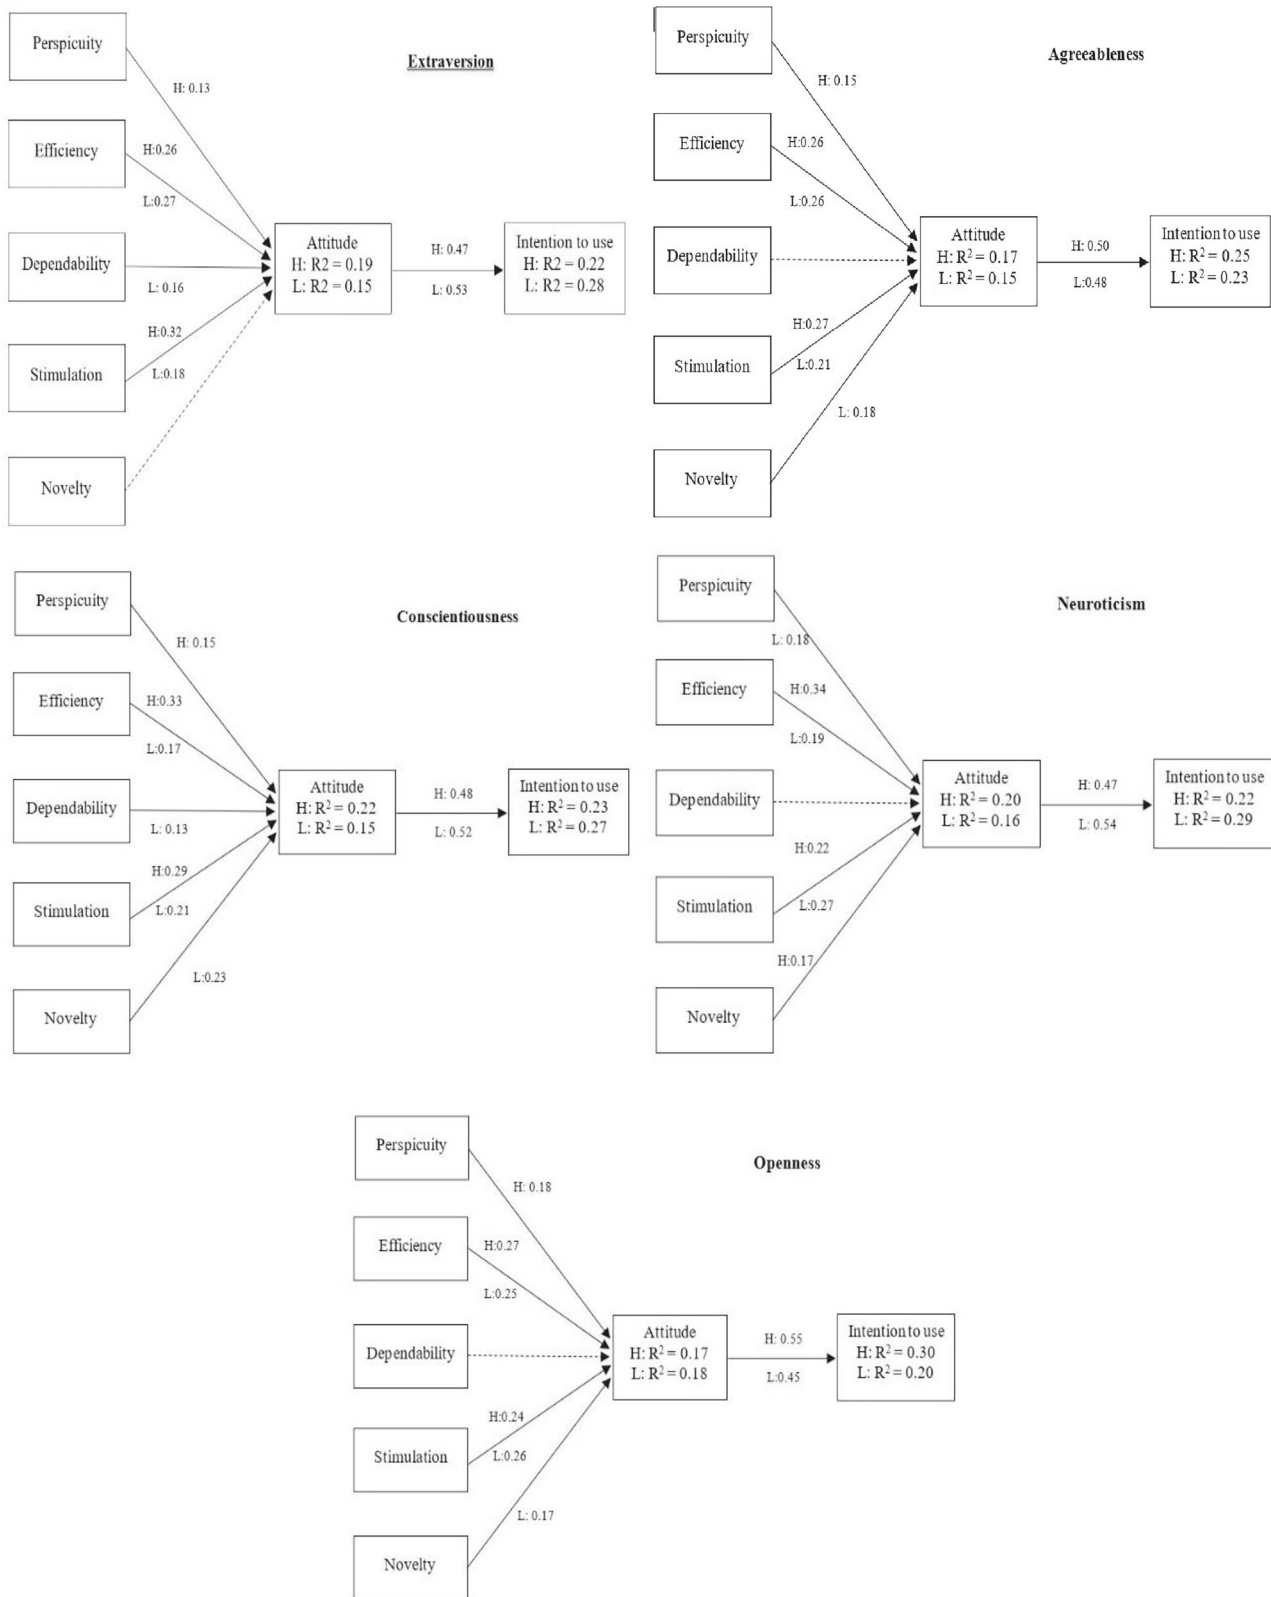 Extraversion
Perspicuity
H: 0.13
Efficiency
H:0.26
L:0.27
Dependability
L: 0.16
Stimulation
H:0.32
L:0.18
Novelty
Attitude
H: R2 = 0.19
L: R2 = 0.15
H: 0.47
L: 0.53
Intention to use
H: R2 = 0.22
L: R2 = 0.28
Agreeableness
Perspicuity
H: 0.15
Efficiency
H:0.26
L:0.26
Dependability
Stimulation
H:0.27
L:0.21
Novelty
L: 0.18
Attitude
H: R² = 0.17
L: R² = 0.15
H: 0.50
L:0.48
Intention to use
H: R² = 0.25
L: R² = 0.23
Conscientiousness
Perspicuity
H: 0.15
Efficiency
H:0.33
L:0.17
Dependability
L: 0.13
Stimulation
H:0.29
L:0.21
Novelty
L:0.23
Attitude
H: R² = 0.22
L: R² = 0.15
H: 0.48
L: 0.52
Intention to use
H: R² = 0.23
L: R² = 0.27
Neuroticism
Perspicuity
L: 0.18
Efficiency
H:0.34
L:0.19
Dependability
Stimulation
H:0.22
L:0.27
Novelty
H:0.17
Attitude
H: R² = 0.20
L: R² = 0.16
H: 0.47
L: 0.54
Intention to use
H: R² = 0.22
L: R² = 0.29
Openness
Perspicuity
H: 0.18
Efficiency
H:0.27
L:0.25
Dependability
Stimulation
H:0.24
L:0.26
Novelty
L: 0.17
Attitude
H: R² = 0.17
L: R² = 0.18
H: 0.55
L:0.45
Intention to use
H: R² = 0.30
L: R² = 0.20